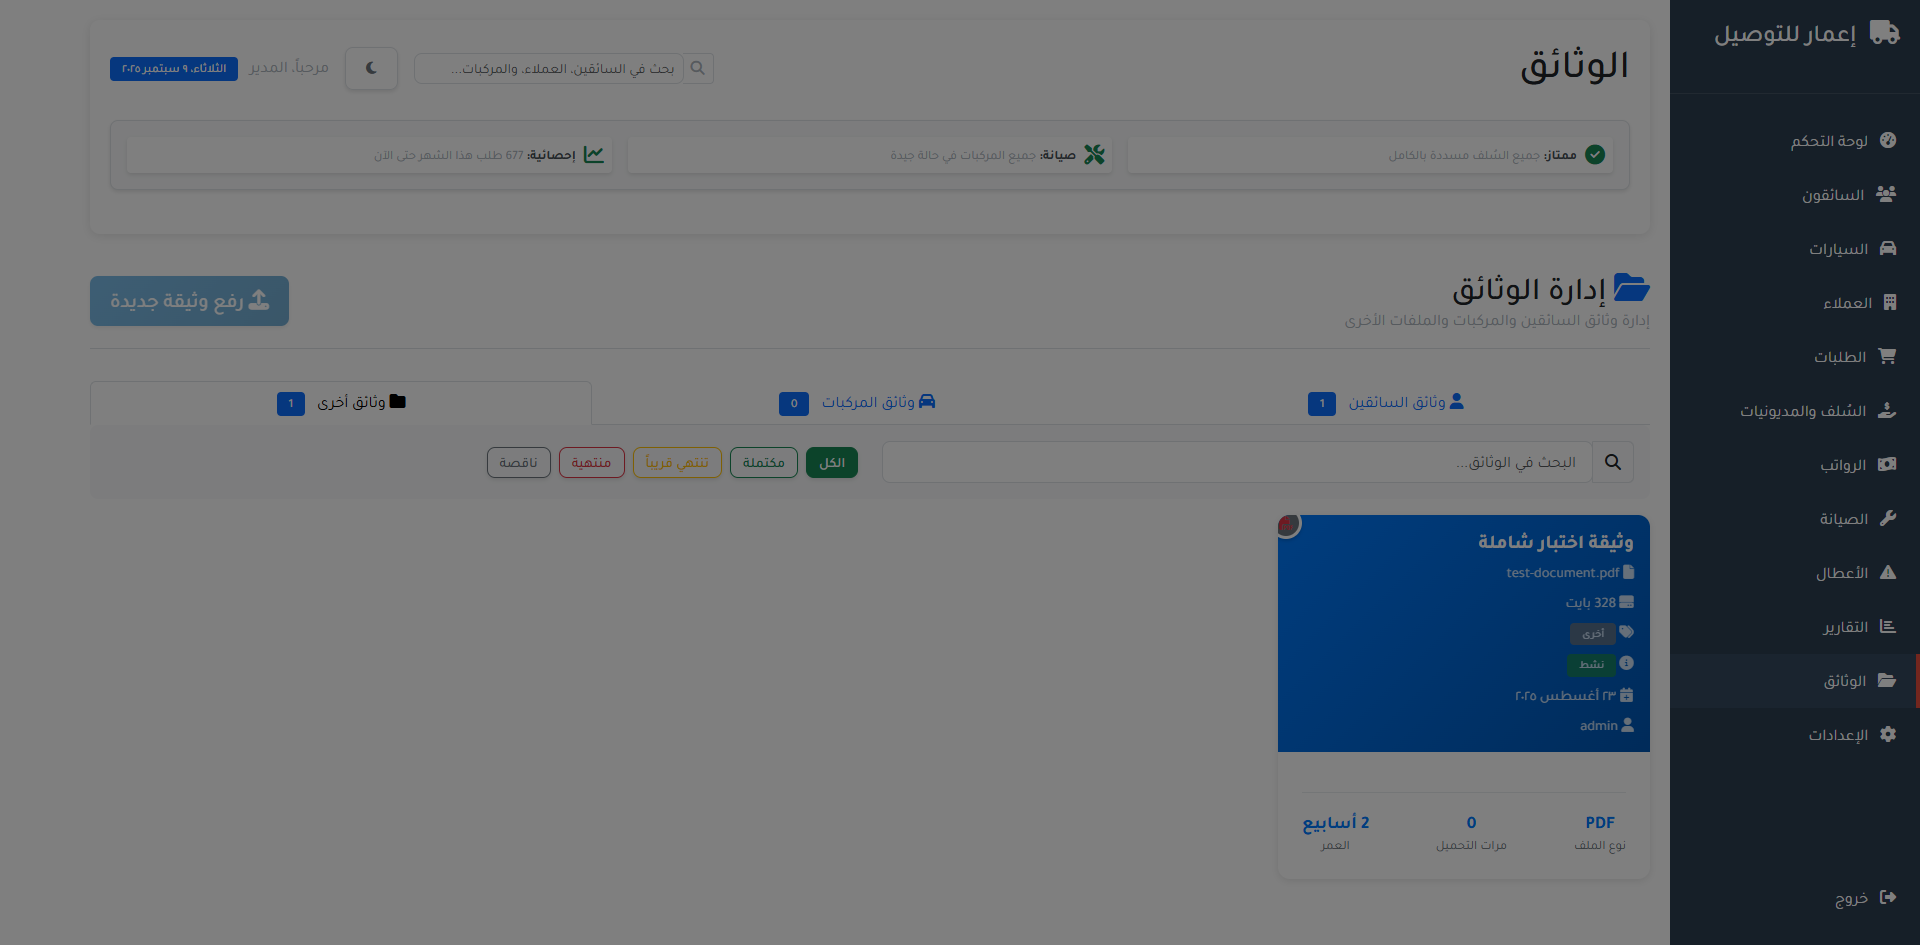 إعمار للتوصيل
لوحة التحكم
السائقون
السيارات
العملاء
الطلبات
السُلف والمديونيات
الرواتب
الصيانة
الأعطال
التقارير
الوثائق
الإعدادات
خروج
الوثائق
بحث في السائقين، العملاء، والمركبات...
مرحباً، المدير
الثلاثاء، ٩ سبتمبر ٢٠٢٥
ممتاز: جميع السُلف مسددة بالكامل
صيانة: جميع المركبات في حالة جيدة
إحصائية: 677 طلب هذا الشهر حتى الآن
إدارة الوثائق
إدارة وثائق السائقين والمركبات والملفات الأخرى
رفع وثيقة جديدة
وثائق السائقين 1
وثائق المركبات 0
وثائق أخرى 1
البحث في الوثائق...
الكل
مكتملة
تنتهي قريباً
منتهية
ناقصة
وثيقة اختبار شاملة
test-document.pdf
328 بايت
أخرى
نشط
٢٣ أغسطس ٢٠٢٥
admin
PDF
نوع الملف
0
مرات التحميل
2 أسابيع
العمر